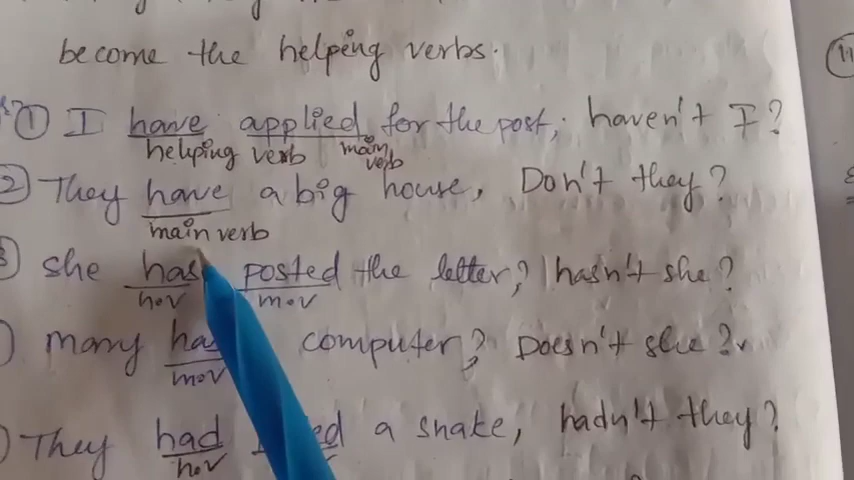 become the helping verbs.
① I have applied for the post, haven't I?
helping verb main verb
② They have a big house, Don't they?
main verb
she has posted the letter? hasn't she?
h.v m.v
many computer? Doesn't she?
m.v
They had a snake, hadn't they?
h.v